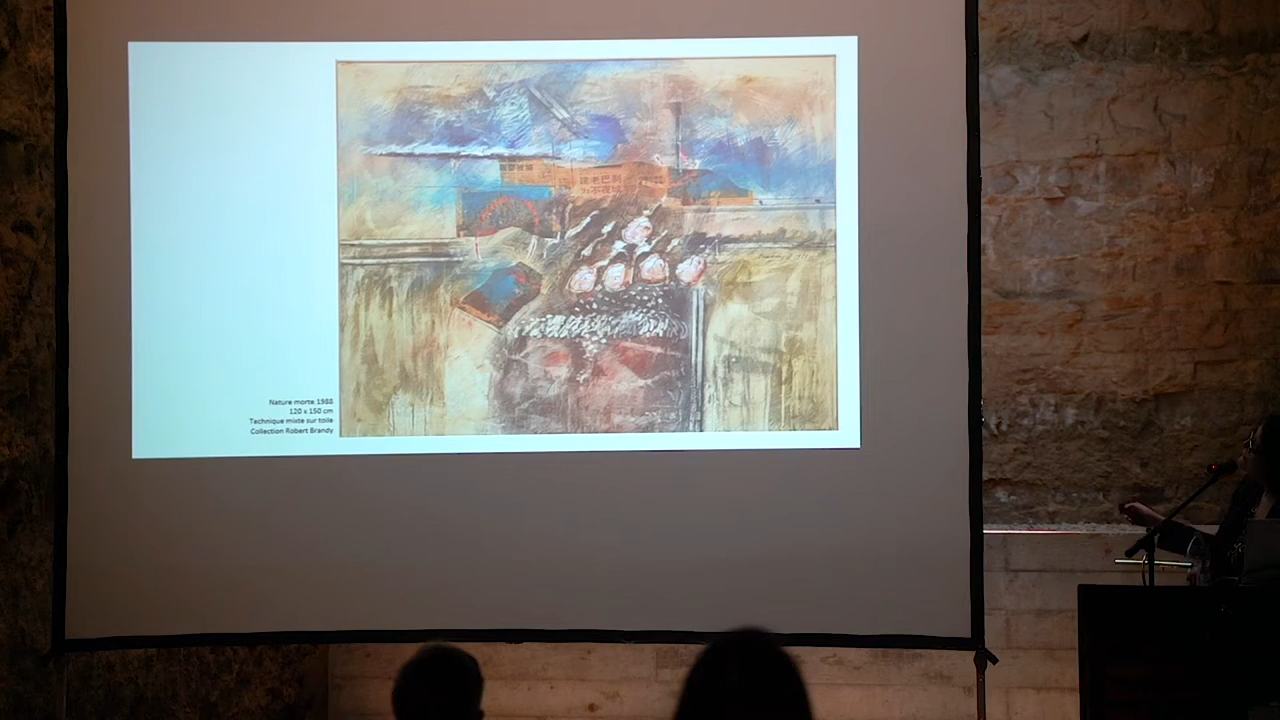 Nature morte 1988
120 x 150 cm
Technique mixte sur toile
Collection Robert Brandy